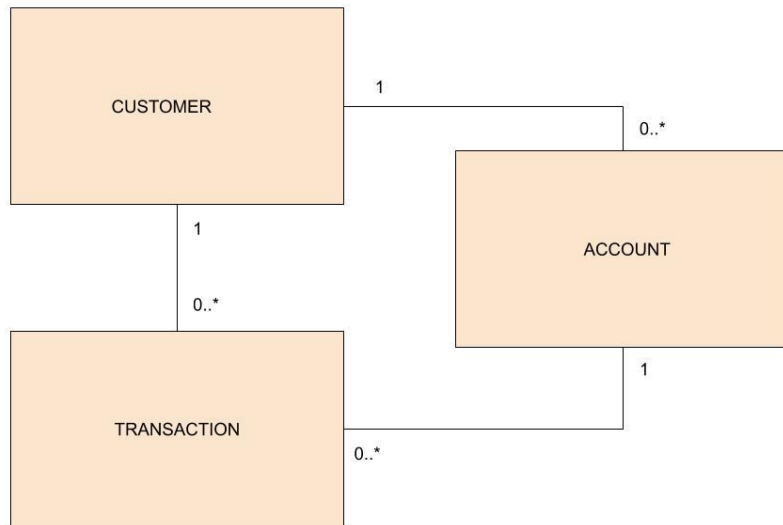 CUSTOMER
1
0..*
1
ACCOUNT
0..*
1
TRANSACTION
0..*